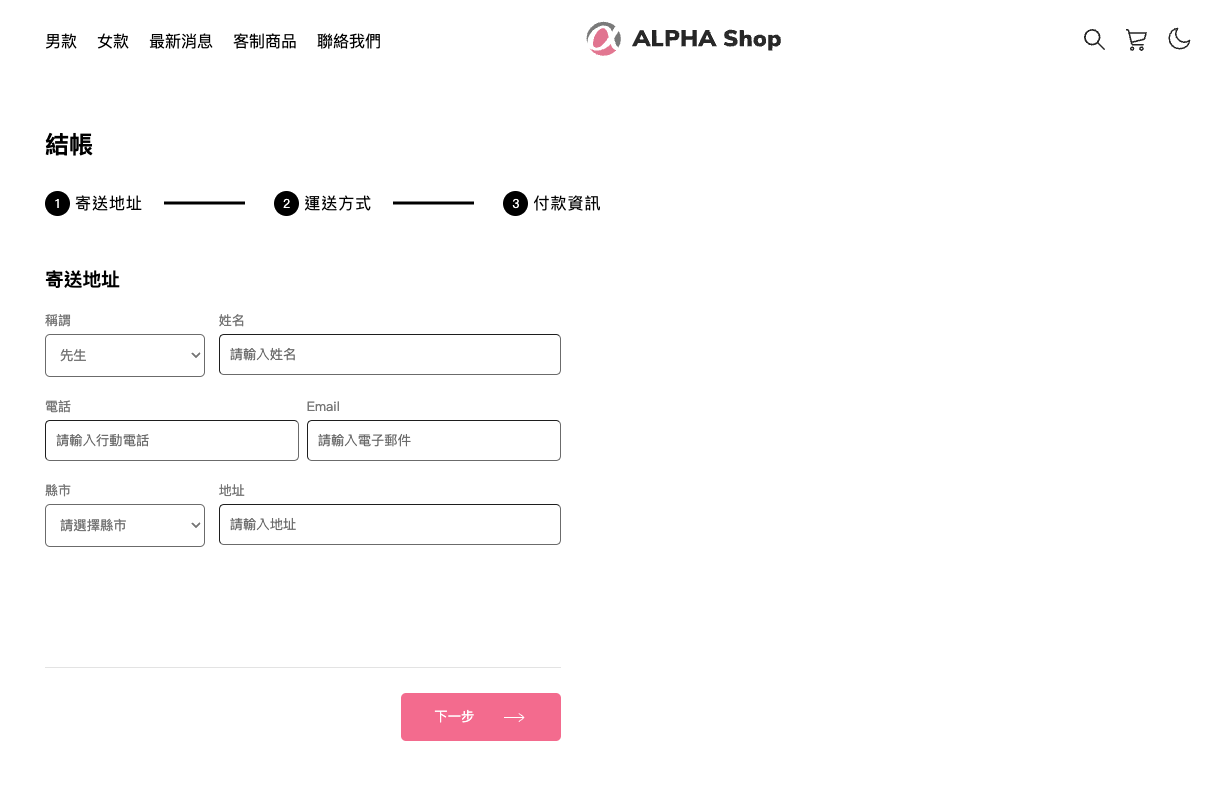 男款 女款 最新消息 客制商品 聯絡我們 ALPHA Shop
結帳
1 寄送地址 2 運送方式 3 付款資訊
寄送地址
稱謂 姓名
先生 請輸入姓名
電話 Email
請輸入行動電話 請輸入電子郵件
縣市 地址
請選擇縣市 請輸入地址
下一步